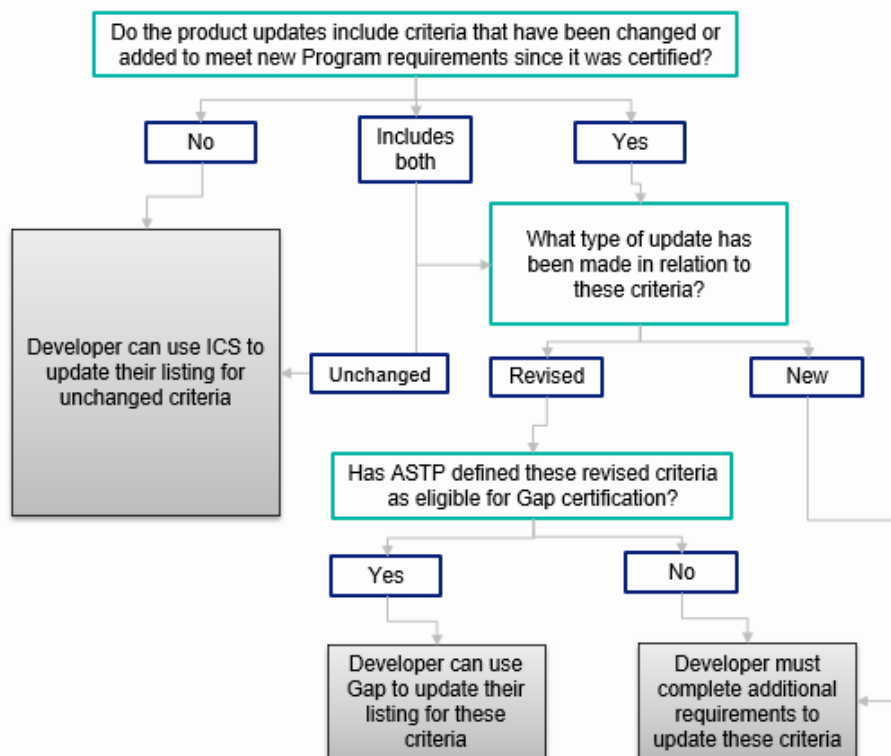 Do the product updates include criteria that have been changed or
added to meet new Program requirements since it was certified?
No
Includes
both
Yes
What type of update has
been made in relation to
these criteria?
Developer can use ICS to
update their listing for
unchanged criteria
Unchanged
Revised
New
Has ASTP defined these revised criteria
as eligible for Gap certification?
Yes
No
Developer can use
Gap to update their
listing for these
criteria
Developer must
complete additional
requirements to
update these criteria